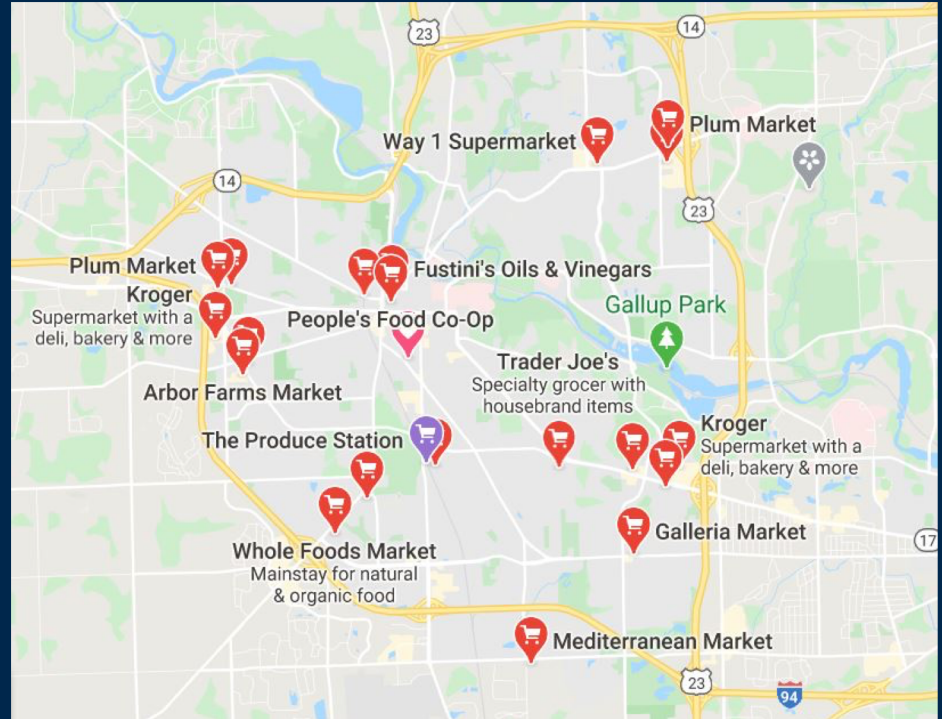 23
14
Way 1 Supermarket
Plum Market
14
23
Plum Market
Fustini's Oils & Vinegars
Kroger
Supermarket with a
deli, bakery & more
Gallup Park
People's Food Co-Op
Trader Joe's
Specialty grocer with
housebrand items
Arbor Farms Market
The Produce Station
Kroger
Supermarket with a
deli, bakery & more
Galleria Market
17
Whole Foods Market
Mainstay for natural
& organic food
Mediterranean Market
23
94